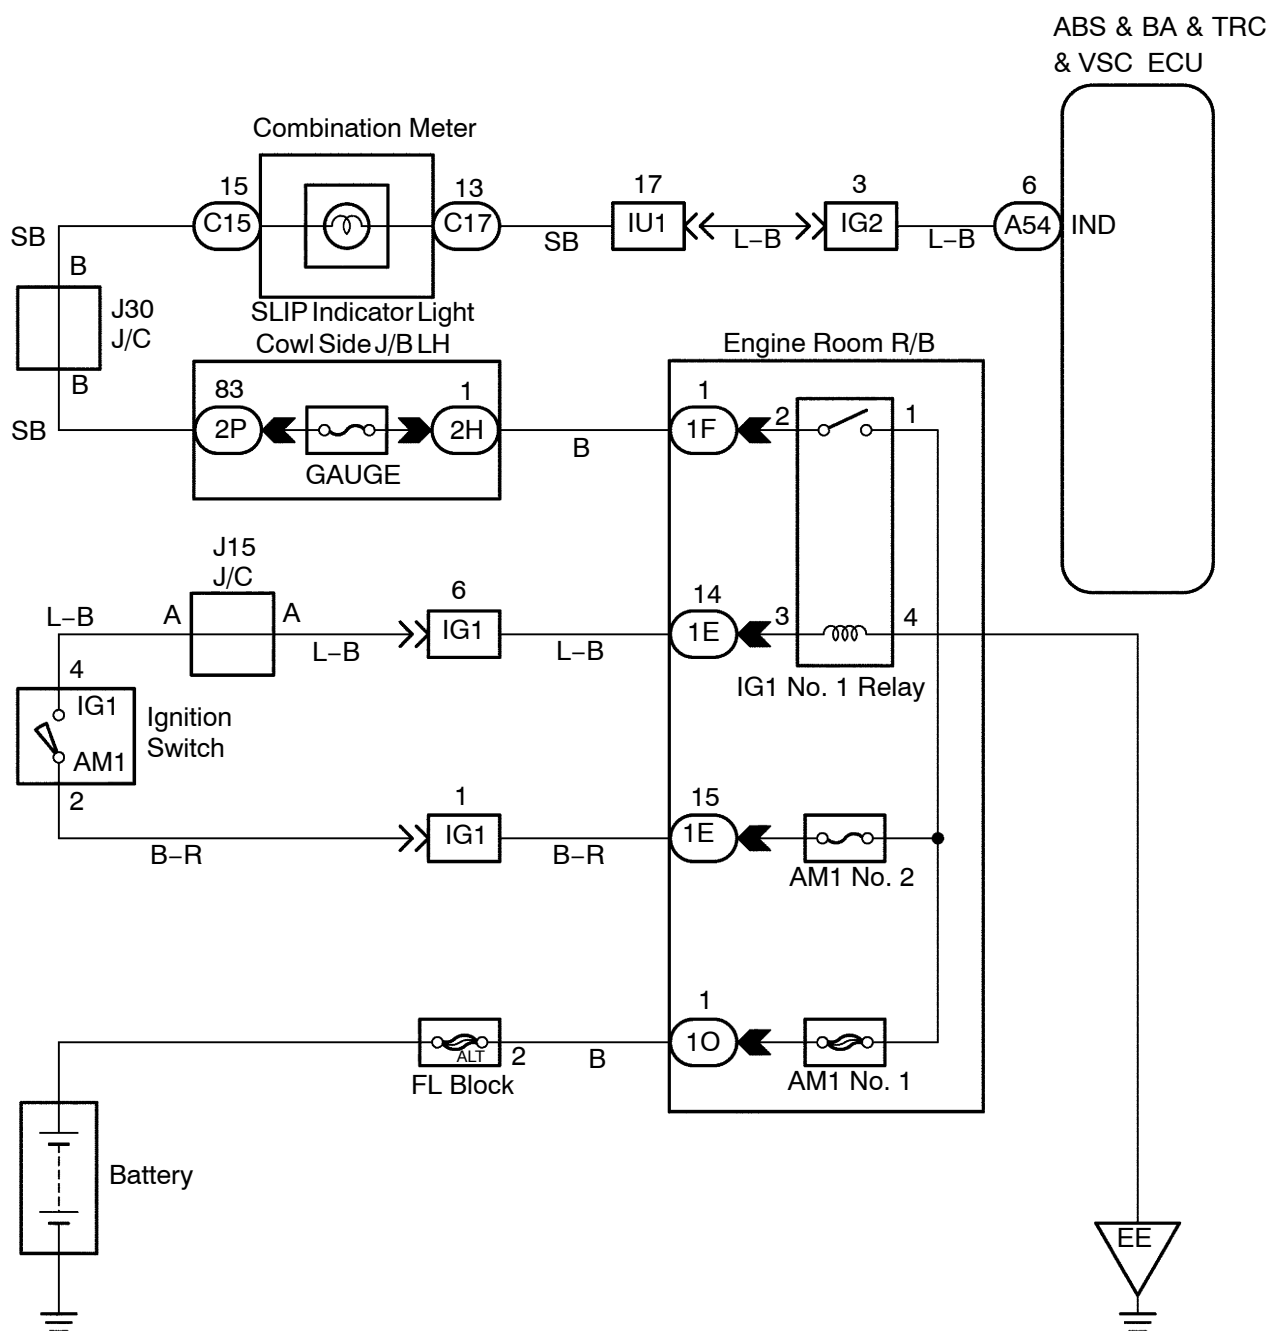 ABS & BA & TRC
& VSC ECU
Combination Meter
15
13
17
3
6
C15
C17
IU1
IG2
A54
IND
SB
SB
L–B
L–B
B
J30
J/C
SLIP Indicator Light
Cowl Side J/B LH
Engine Room R/B
B
83
1
1
SB
2P
2H
1F
2
1
B
GAUGE
J15
J/C
6
14
L–B
A
A
IG1
1E
3
4
L–B
L–B
4
IG1 No. 1 Relay
IG1
Ignition
Switch
AM1
2
1
15
IG1
1E
B–R
B–R
AM1 No. 2
1
1O
ALT
2
B
FL Block
AM1 No. 1
Battery
EE